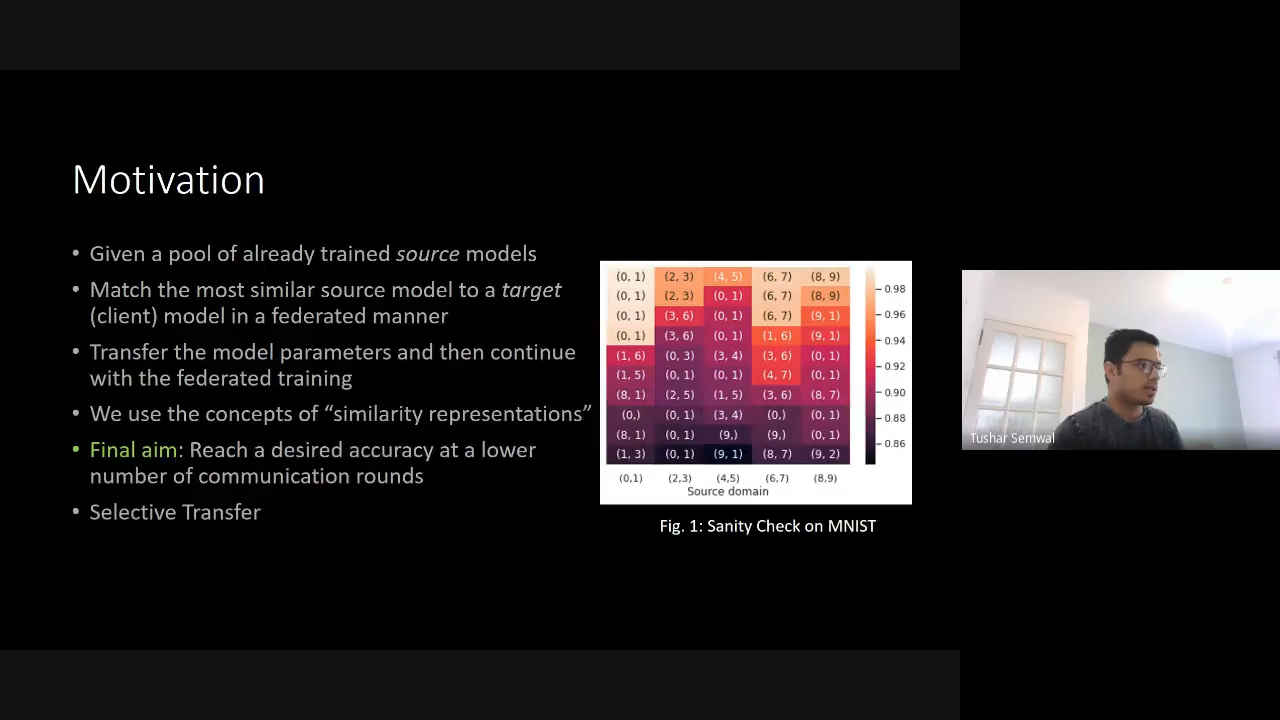 Motivation
• Given a pool of already trained source models
• Match the most similar source model to a target
(client) model in a federated manner
• Transfer the model parameters and then continue
with the federated training
• We use the concepts of “similarity representations”
• Final aim: Reach a desired accuracy at a lower
number of communication rounds
• Selective Transfer
(0, 1) (2, 3) (4, 5) (6, 7) (8, 9)
(0, 1) (2, 3) (0, 1) (6, 7) (8, 9)
(0, 1) (3, 6) (0, 1) (6, 7) (9, 1)
(0, 1) (3, 6) (0, 1) (1, 6) (9, 1)
(1, 6) (0, 3) (3, 4) (3, 6) (0, 1)
(1, 5) (0, 1) (0, 1) (4, 7) (0, 1)
(8, 1) (2, 5) (1, 5) (3, 6) (8, 7)
(0,) (0, 1) (3, 4) (0,) (0, 1)
(8, 1) (0, 1) (9,) (9,) (0, 1)
(1, 3) (0, 1) (9, 1) (8, 7) (9, 2)
(0,1) (2,3) (4,5) (6,7) (8,9)
Source domain
0.98
0.96
0.94
0.92
0.90
0.88
0.86
Fig. 1: Sanity Check on MNIST
Tushar Semwal